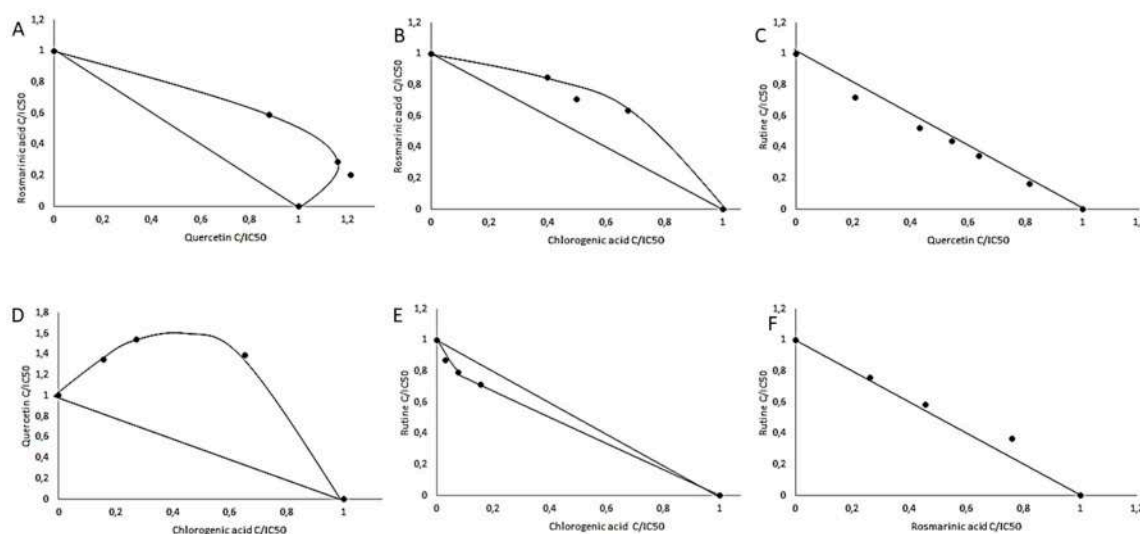 A
Rosmarinic acid C/IC50
1,2
1
0,8
0,6
0,4
0,2
0
0 0,2 0,4 0,6 0,8 1 1,2
Quercetin C/IC50
B
Rosmarinic acid C/IC50
1,2
1
0,8
0,6
0,4
0,2
0
0 0,2 0,4 0,6 0,8 1
Chlorogenic acid C/IC50
C
Rutine C/IC50
1,2
1
0,8
0,6
0,4
0,2
0
0 0,2 0,4 0,6 0,8 1 1,2
Quercetin C/IC50
D
Quercetin C/IC50
1,8
1,6
1,4
1,2
1
0,8
0,6
0,4
0,2
0
0 0,2 0,4 0,6 0,8 1
Chlorogenic acid C/IC50
E
Rutine C/IC50
1,2
1
0,8
0,6
0,4
0,2
0
0 0,2 0,4 0,6 0,8 1
Chlorogenic acid C/IC50
F
Rutine C/IC50
1,2
1
0,8
0,6
0,4
0,2
0
0 0,2 0,4 0,6 0,8 1 1,2
Rosmarinic acid C/IC50